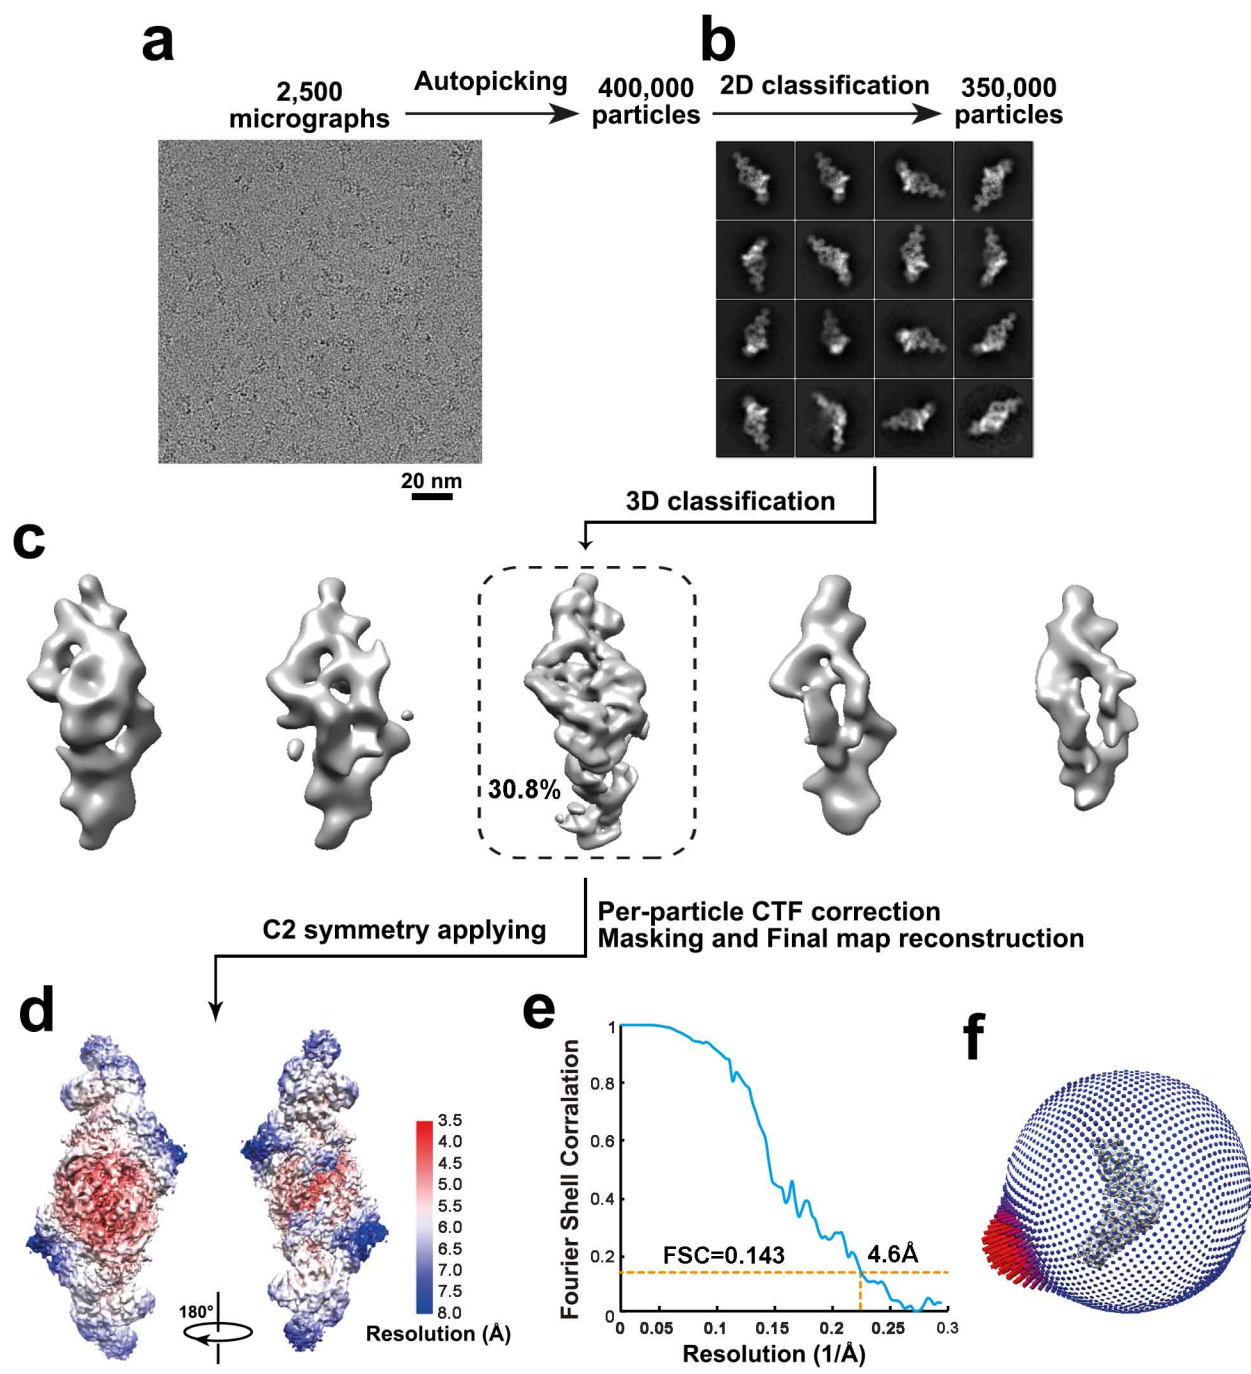 a
2,500
micrographs
Autopicking
400,000
particles
b
2D classification
350,000
particles
20 nm
3D classification
c
30.8%
C2 symmetry applying
Per-particle CTF correction
Masking and Final map reconstruction
d
3.5
4.0
4.5
5.0
5.5
6.0
6.5
7.0
7.5
8.0
Resolution (Å)
180°
e
Fourier Shell Corralation
1
0.8
0.6
0.4
0.2
0
FSC=0.143
4.6Å
0
0.05
0.1
0.15
0.2
0.25
0.3
Resolution (1/Å)
f